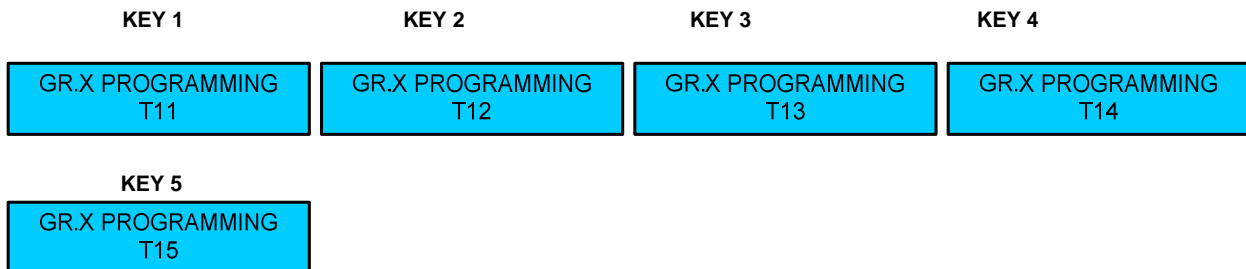 KEY 1 KEY 2 KEY 3 KEY 4
GR.X PROGRAMMING GR.X PROGRAMMING GR.X PROGRAMMING GR.X PROGRAMMING
T11 T12 T13 T14
KEY 5
GR.X PROGRAMMING
T15